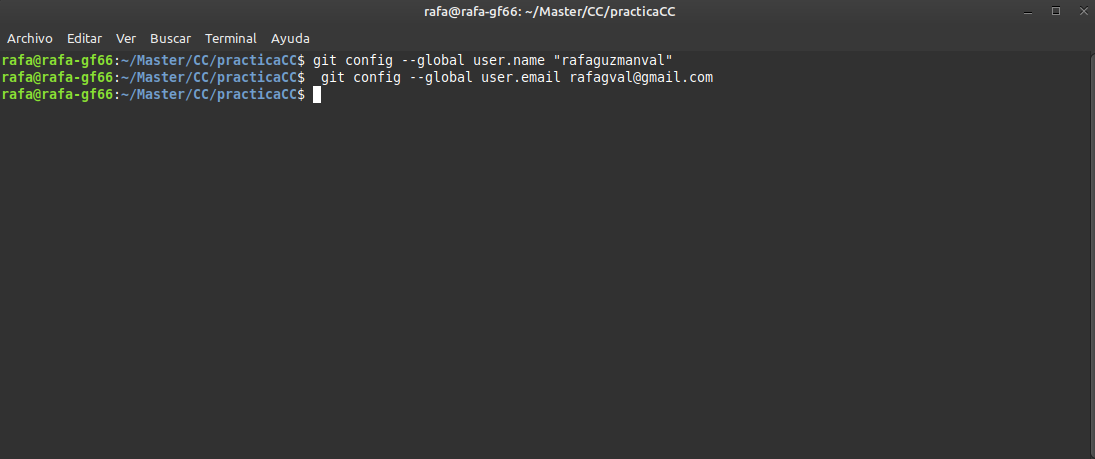 rafa@rafa-gf66: ~/Master/CC/practicaCC
Archivo Editar Ver Buscar Terminal Ayuda
rafa@rafa-gf66:~/Master/CC/practicaCC$ git config --global user.name "rafaguzmanval"
rafa@rafa-gf66:~/Master/CC/practicaCC$  git config --global user.email rafagval@gmail.com
rafa@rafa-gf66:~/Master/CC/practicaCC$